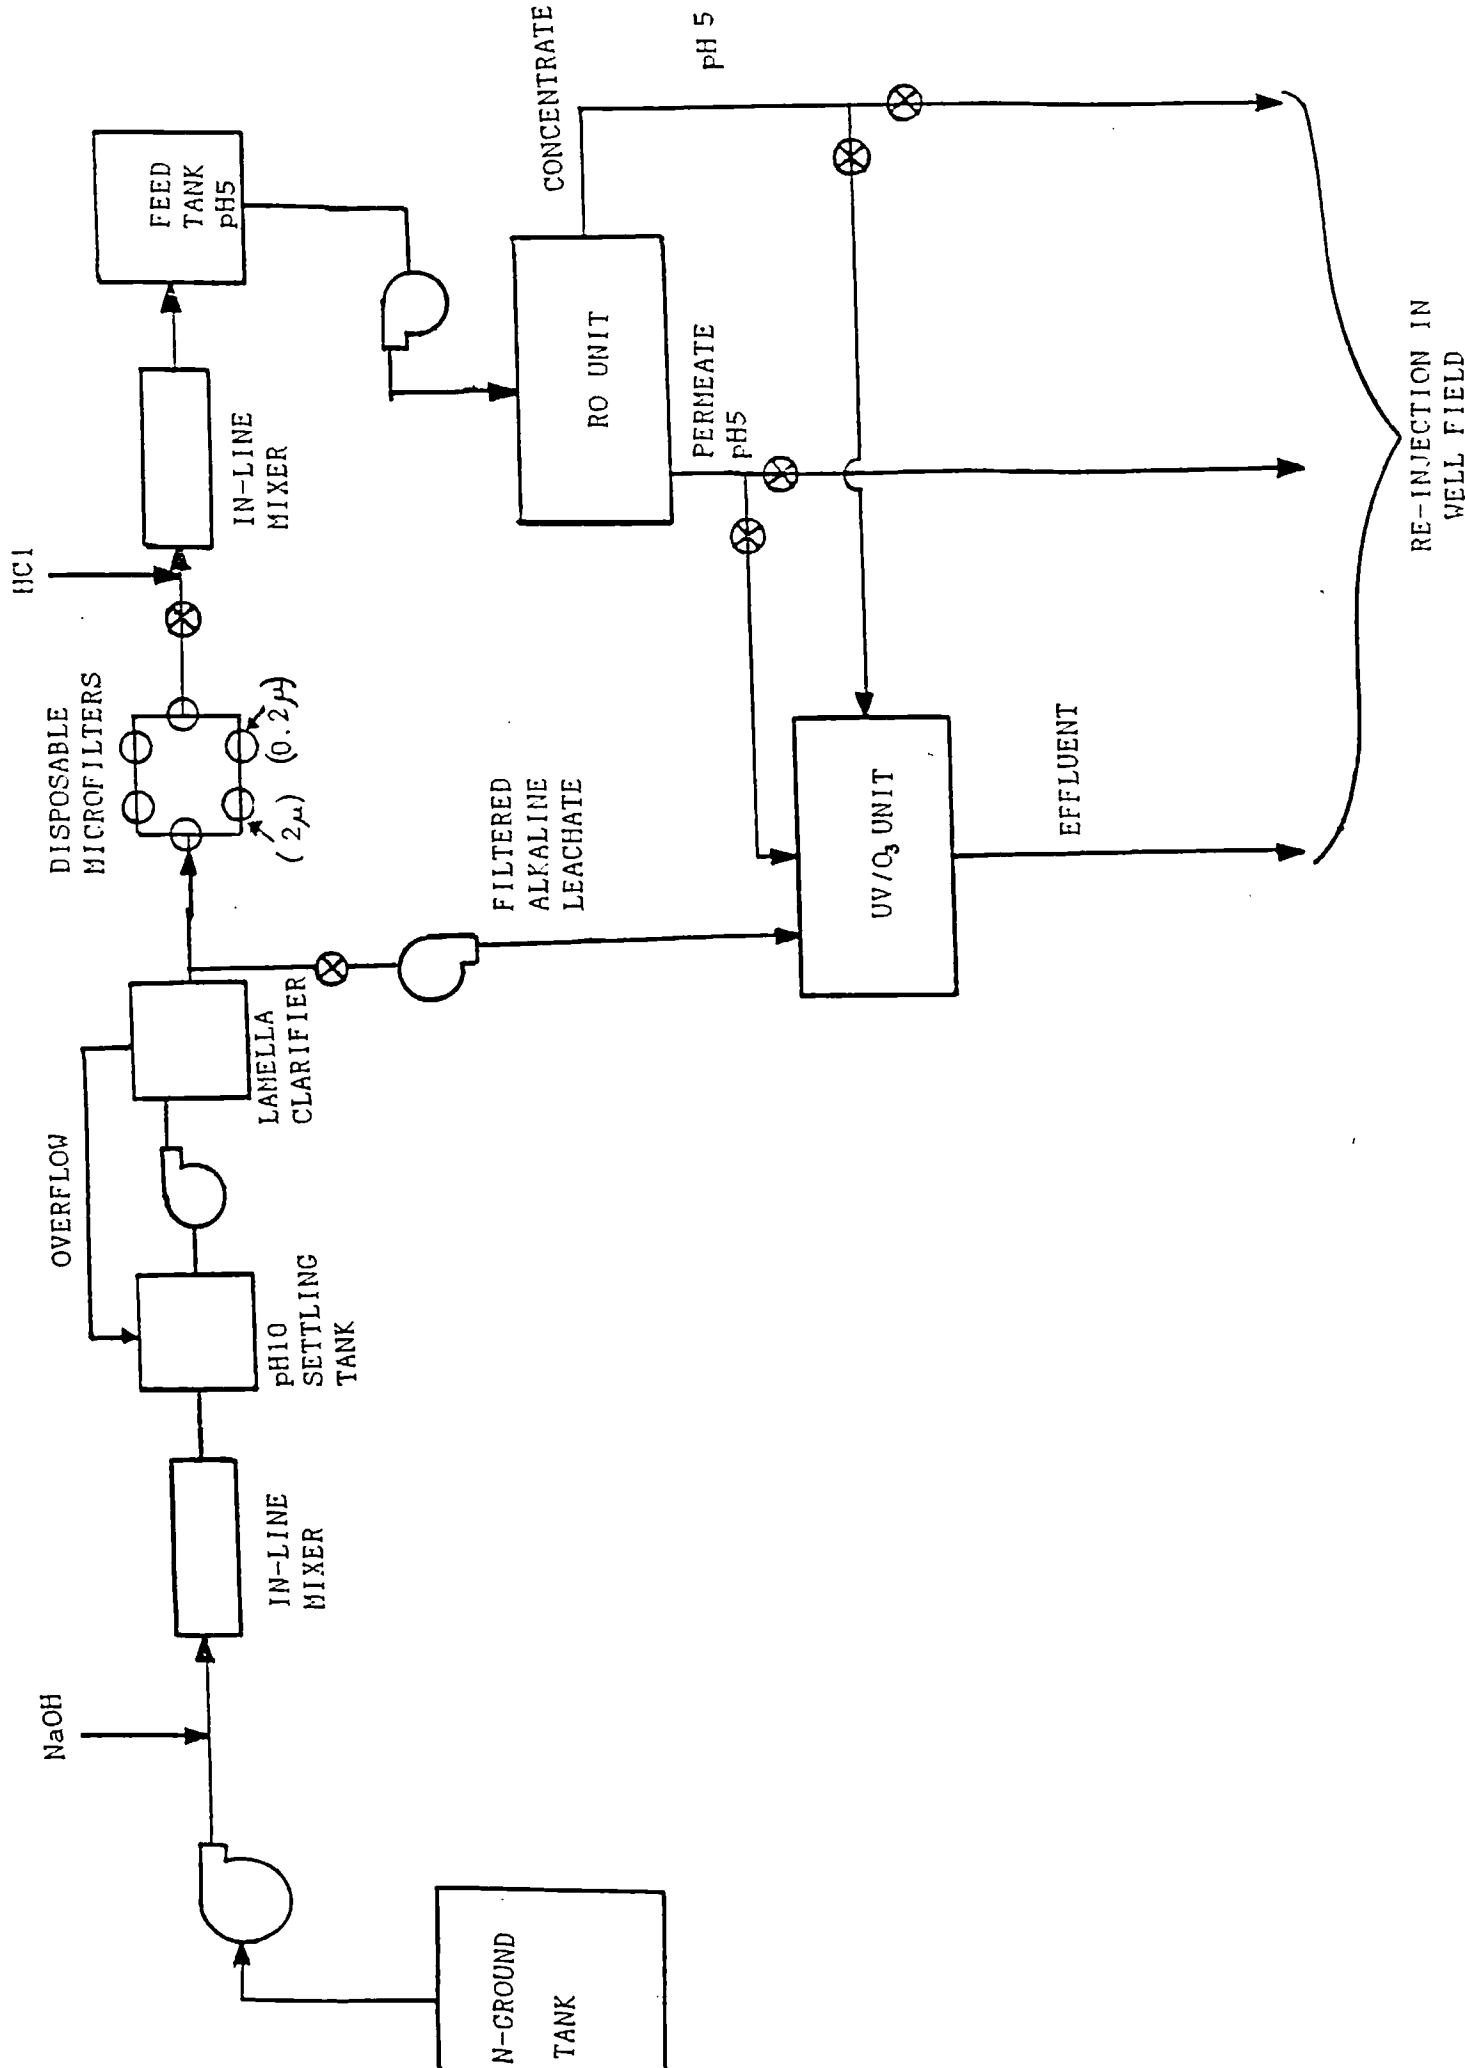 N-GROUND
TANK
NaOH
IN-LINE
MIXER
pH10
SETTLING
TANK
OVERFLOW
LAMELLA
CLARIFIER
DISPOSABLE
MICROFILTERS
(2μ)
(0.2μ)
HCl
IN-LINE
MIXER
FEED
TANK
pH5
FILTERED
ALKALINE
LEACHATE
RO UNIT
CONCENTRATE
pH 5
PERMEATE
pH5
UV/O₃ UNIT
EFFLUENT
RE-INJECTION IN
WELL FIELD